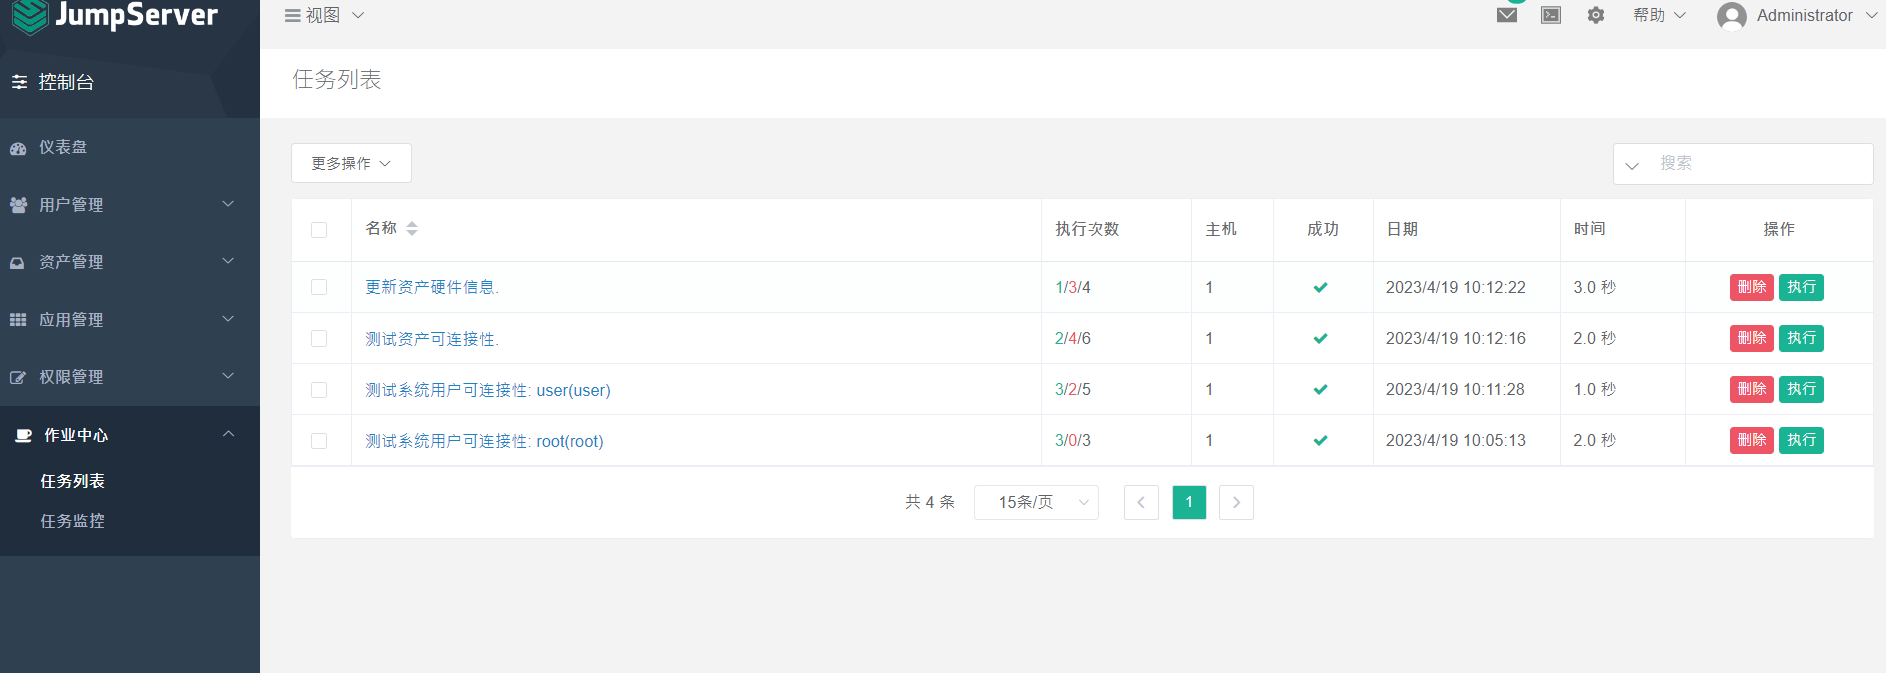 JumpServer
视图
帮助
Administrator
控制台
任务列表
仪表盘
用户管理
资产管理
应用管理
权限管理
作业中心
任务列表
任务监控
更多操作
搜索
名称 执行次数 主机 成功 日期 时间 操作
更新资产硬件信息. 1/3/4 1 2023/4/19 10:12:22 3.0 秒 删除 执行
测试资产可连接性. 2/4/6 1 2023/4/19 10:12:16 2.0 秒 删除 执行
测试系统用户可连接性: user(user) 3/2/5 1 2023/4/19 10:11:28 1.0 秒 删除 执行
测试系统用户可连接性: root(root) 3/0/3 1 2023/4/19 10:05:13 2.0 秒 删除 执行
共 4 条 15条/页 1